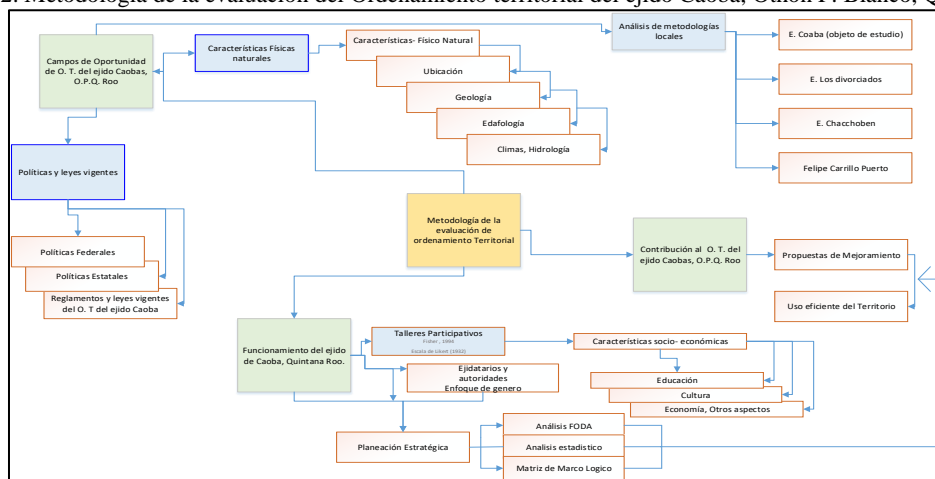 2. Metodología de la evaluación del Ordenamiento territorial del ejido Caoba, Othón P. Blanco, Q
Campos de Oportunidad
de O. T. del ejido Caobas,
O.P.Q. Roo
Características Físicas
naturales
Características- Físico Natural
Ubicación
Geología
Edafología
Climas, Hidrología
Análisis de metodologías
locales
E. Coaba (objeto de estudio)
E. Los divorciados
E. Chacchoben
Felipe Carrillo Puerto
Políticas y leyes vigentes
Políticas Federales
Políticas Estatales
Reglamentos y leyes vigentes
del O. T del ejido Caoba
Metodología de la
evaluación de
ordenamiento Territorial
Contribución al O. T. del
ejido Caobas, O.P.Q. Roo
Propuestas de Mejoramiento
Uso eficiente del Territorio
Funcionamiento del ejido
de Caoba, Quintana Roo.
Talleres Participativos
Fisher, 1993
Escala de Likert (1932)
Ejidatarios y
autoridades
Enfoque de genero
Características socio- económicas
Educación
Cultura
Economía, Otros aspectos
Planeación Estratégica
Análisis FODA
Analisis estadistico
Matriz de Marco Logico